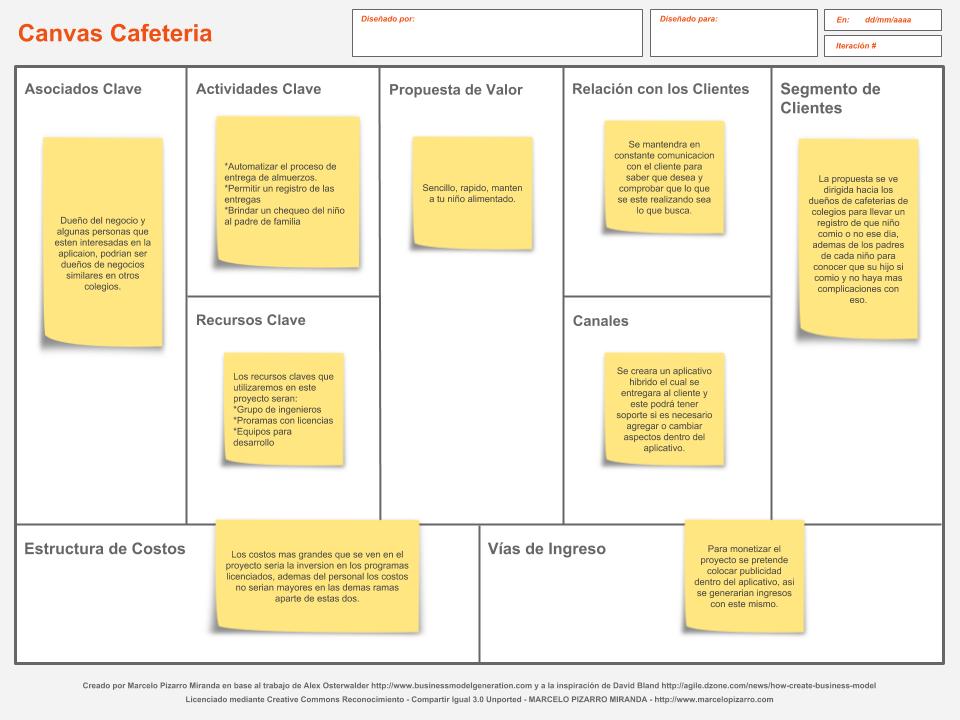 Canvas Cafeteria
Diseñado por:
Diseñado para:
En: dd/mm/aaaa
Iteración #
Asociados Clave
Dueño del negocio y
algunas personas que
esten interesadas en la
aplicaion, podrian ser
dueños de negocios
similares en otros
colegios.
Actividades Clave
*Automatizar el proceso de
entrega de almuerzos.
*Permitir un registro de las
entregas
*Brindar un chequeo del niño
al padre de familia
Recursos Clave
Los recursos claves que
utilizaremos en este
proyecto seran:
*Grupo de ingenieros
*Proramas con licencias
*Equipos para
desarrollo
Propuesta de Valor
Sencillo, rapido, manten
a tu niño alimentado.
Relación con los Clientes
Se mantendra en
constante comunicacion
con el cliente para
saber que desea y
comprobar que lo que
se este realizando sea
lo que busca.
Canales
Se creara un aplicativo
hibrido el cual se
entregara al cliente y
este podrá tener
soporte si es necesario
agregar o cambiar
aspectos dentro del
aplicativo.
Segmento de
Clientes
La propuesta se ve
dirigida hacia los
dueños de cafeterias de
colegios para llevar un
registro de que niño
comio o no ese dia,
ademas de los padres
de cada niño para
conocer que su hijo si
comio y no haya mas
complicaciones con
eso.
Estructura de Costos
Los costos mas grandes que se ven en el
proyecto seria la inversion en los programas
licenciados, ademas del personal los costos
no serian mayores en las demas ramas
aparte de estas dos.
Vías de Ingreso
Para monetizar el
proyecto se pretende
colocar publicidad
dentro del aplicativo, asi
se generarian ingresos
con este mismo.
Creado por Marcelo Pizarro Miranda en base al trabajo de Alex Osterwalder http://www.businessmodelgeneration.com y a la inspiración de David Bland http://agile.dzone.com/news/how-create-business-model
Licenciado mediante Creative Commons Reconocimiento - Compartir Igual 3.0 Unported - MARCELO PIZARRO MIRANDA - http://www.marcelopizarro.com